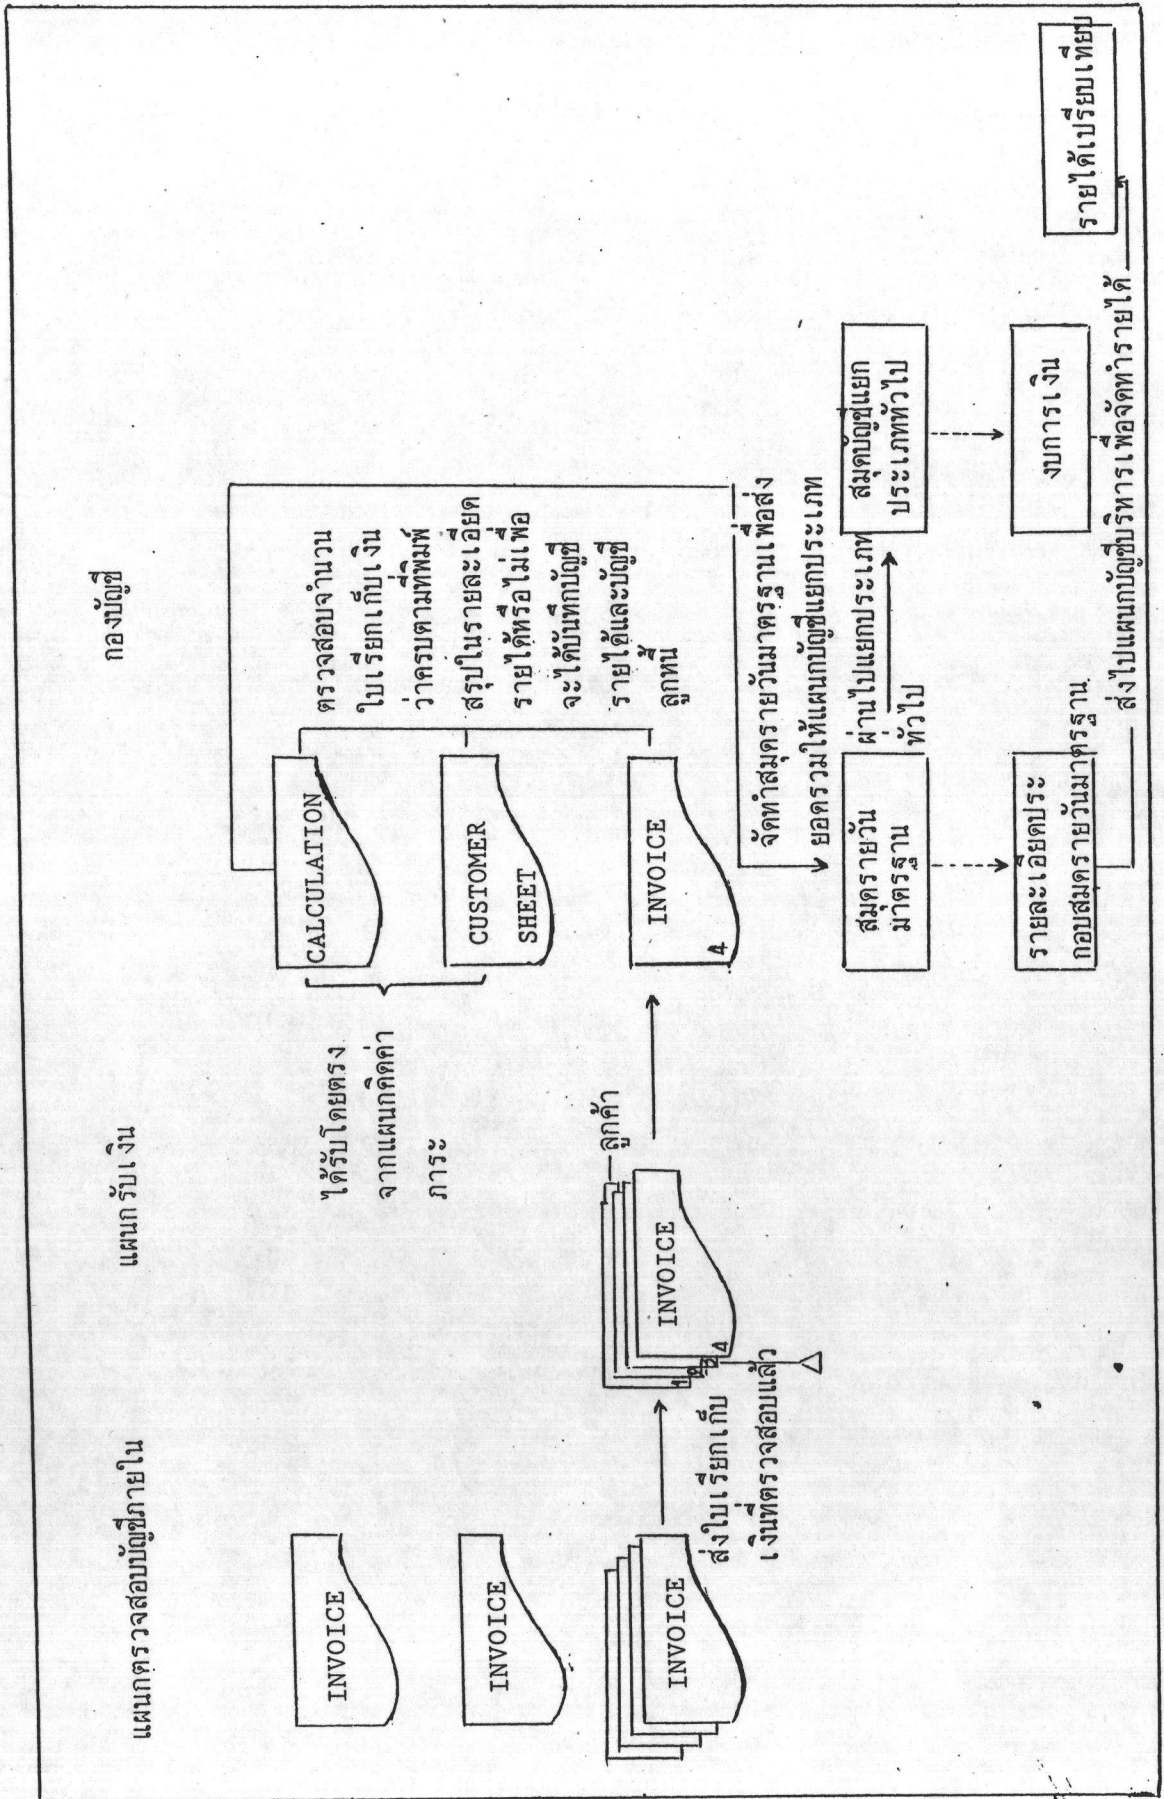 แผนกตรวจสอบบัญชีภายใน
แผนกรับเงิน
กองบัญชี
INVOICE
INVOICE
INVOICE
ส่งใบเรียกเก็บ
เงินที่ตรวจสอบแล้ว
ได้รับโดยตรง
จากแผนกคิดค่า
ภาระ
ลูกค้า
INVOICE
1
2
4
CALCULATION
CUSTOMER
SHEET
INVOICE
4
ตรวจสอบจำนวน
ใบเรียกเก็บเงิน
ว่าครบตามที่พิมพ์
สรุปในรายละเอียด
รายได้หรือไม่เพื่อ
จะได้บันทึกบัญชี
รายได้และบัญชี
ลูกหนี้
จัดทำสมุดรายวันมาตรฐานเพื่อส่ง
ยอดรวมให้แผนกบัญชีแยกประเภท
สมุดรายวัน
มาตรฐาน
ผ่านไปแยกประเภท
ทั่วไป
สมุดบัญชีแยก
ประเภททั่วไป
รายละเอียดประ
กอบสมุดรายวันมาตรฐาน
งบการเงิน
ส่งไปแผนกบัญชีบริหารเพื่อจัดทำรายได้
รายได้เปรียบเทียบ